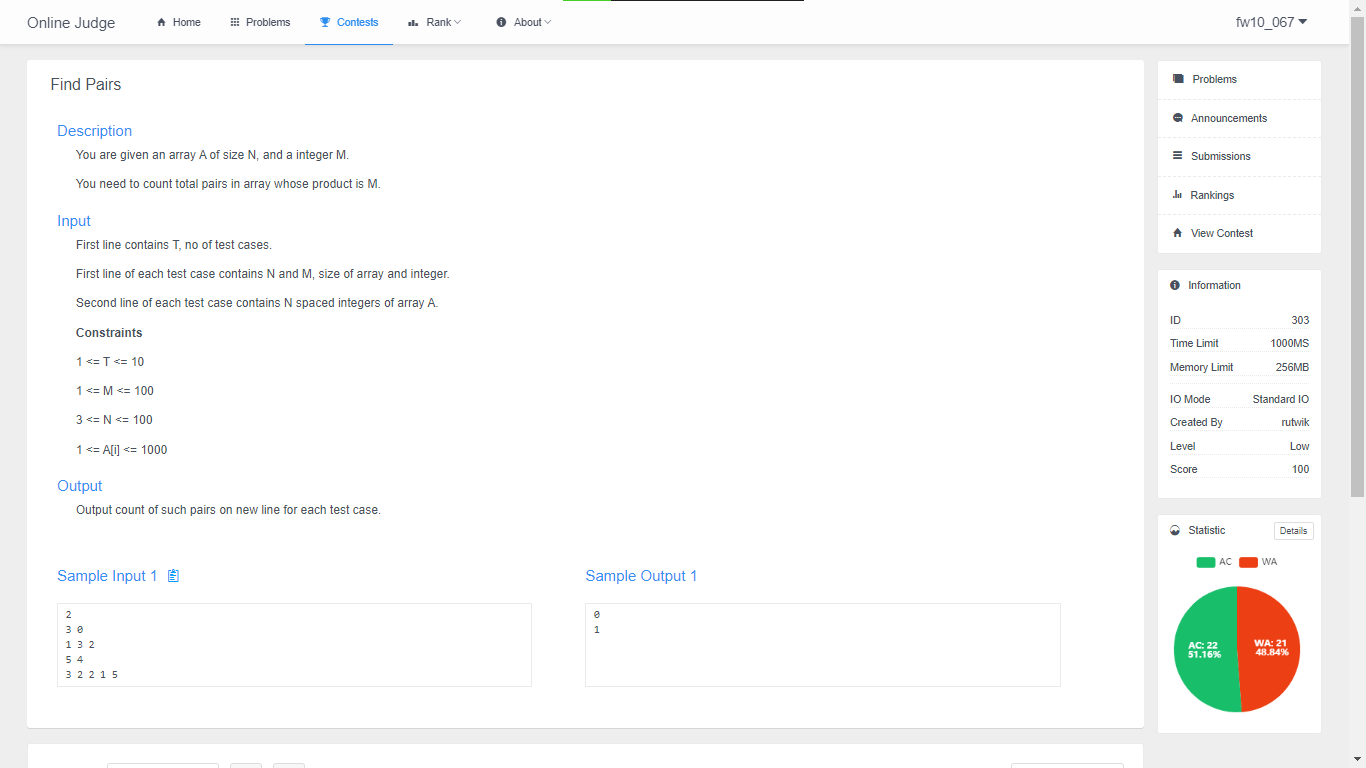 Online Judge
Home
Problems
Contests
Rank
About
fw10_067
Find Pairs
Description
You are given an array A of size N, and a integer M.
You need to count total pairs in array whose product is M.
Input
First line contains T, no of test cases.
First line of each test case contains N and M, size of array and integer.
Second line of each test case contains N spaced integers of array A.
Constraints
1 <= T <= 10
1 <= M <= 100
3 <= N <= 100
1 <= A[i] <= 1000
Output
Output count of such pairs on new line for each test case.
Sample Input 1
2
3 0
1 3 2
5 4
3 2 2 1 5
Sample Output 1
0
1
Problems
Announcements
Submissions
Rankings
View Contest
Information
ID 303
Time Limit 1000MS
Memory Limit 256MB
IO Mode Standard IO
Created By rutwik
Level Low
Score 100
Statistic Details
AC WA
AC: 22
51.16%
WA: 21
48.84%